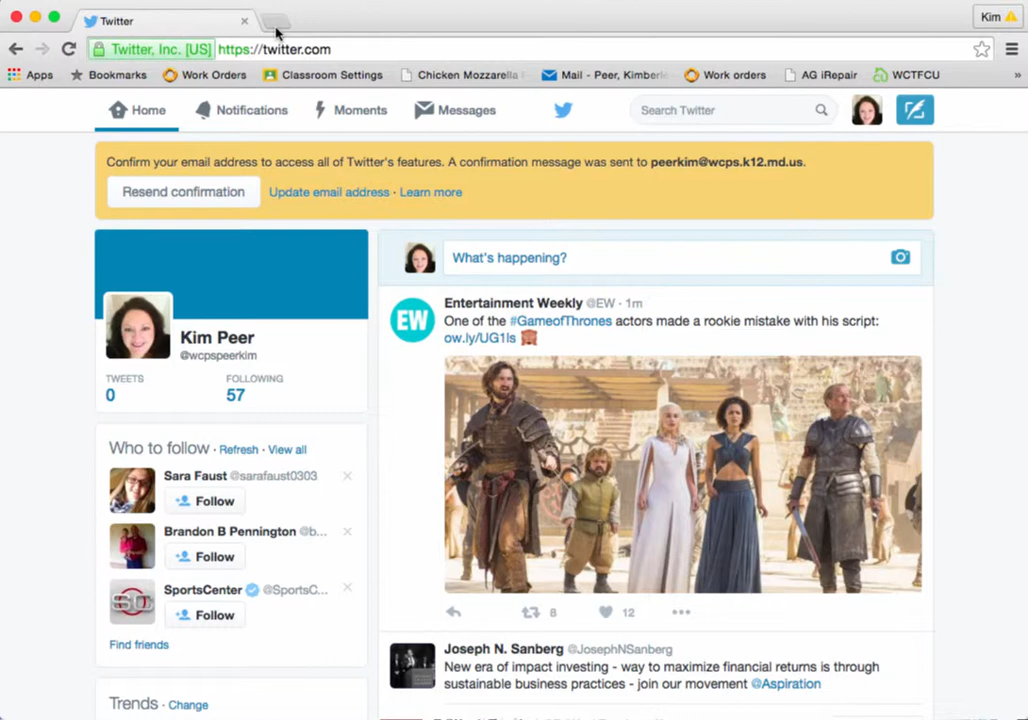 Twitter
Kim
Twitter, Inc. [US] https://twitter.com
Apps Bookmarks Work Orders Classroom Settings Chicken Mozzarella Mail - Peer, Kimberl Work orders AG iRepair WCTFCU »
Home Notifications Moments Messages Search Twitter
Confirm your email address to access all of Twitter's features. A confirmation message was sent to peerkim@wcps.k12.md.us.
Resend confirmation Update email address · Learn more
What's happening?
Kim Peer
@wcpspeerkim
TWEETS FOLLOWING
0 57
Who to follow · Refresh · View all
Sara Faust @sarafaust0303
Follow
Brandon B Pennington @b...
Follow
SportsCenter @SportsC...
Follow
Find friends
Trends · Change
EW
Entertainment Weekly @EW · 1m
One of the #GameofThrones actors made a rookie mistake with his script:
8 12 •••
Joseph N. Sanberg @JosephNSanberg
New era of impact investing - way to maximize financial returns is through
sustainable business practices - join our movement @Aspiration